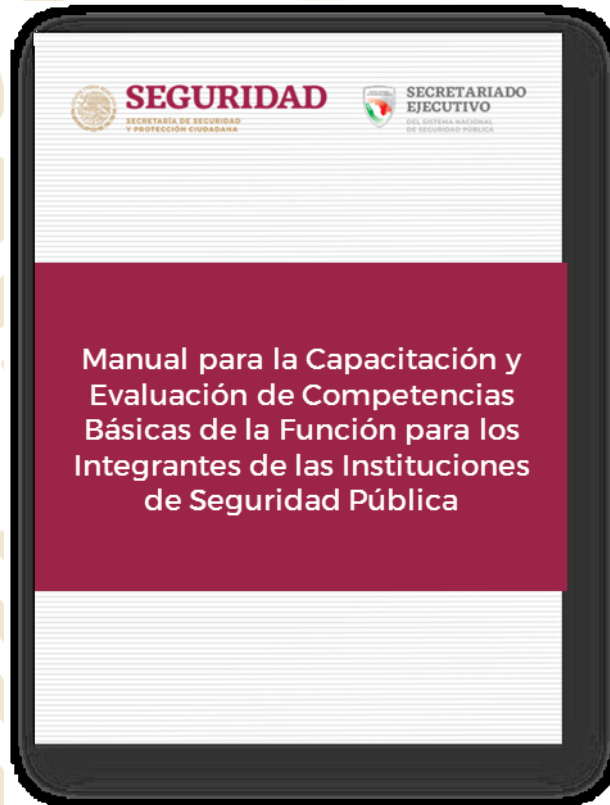 SEGURIDAD
SECRETARÍA DE SEGURIDAD
Y PROTECCIÓN CIUDADANA
SECRETARIADO
EJECUTIVO
DEL SISTEMA NACIONAL
DE SEGURIDAD PÚBLICA
Manual para la Capacitación y
Evaluación de Competencias
Básicas de la Función para los
Integrantes de las Instituciones
de Seguridad Pública